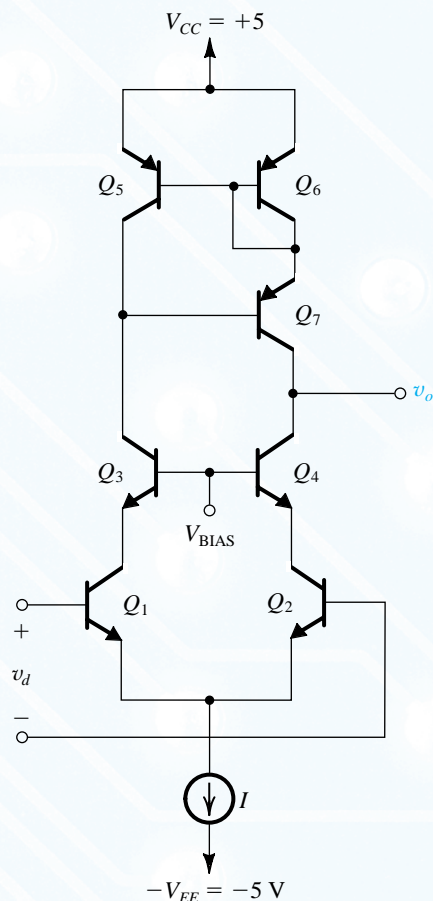 V_CC = +5
Q_5
Q_6
Q_7
v_o
Q_3
Q_4
V_BIAS
Q_1
Q_2
+
v_d
−
I
−V_EE = −5 V